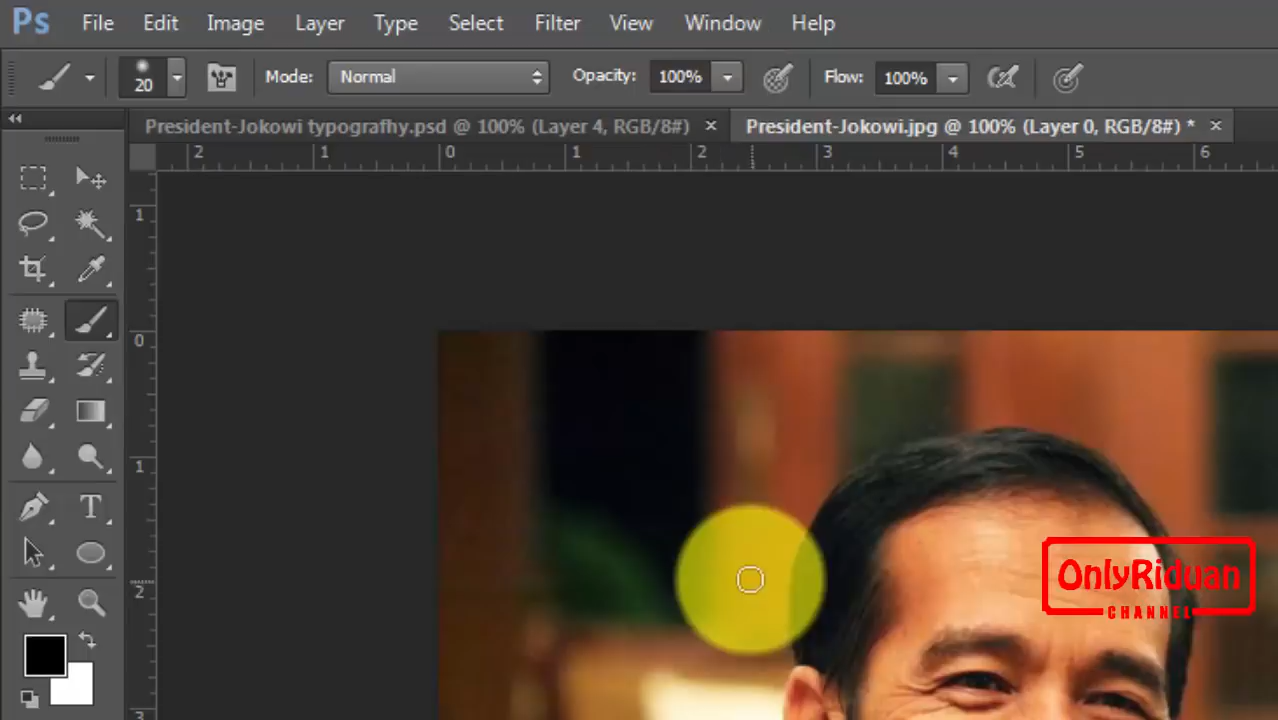 Ps File Edit Image Layer Type Select Filter View Window Help
20 Mode: Normal Opacity: 100% Flow: 100%
President-Jokowi typografhy.psd @ 100% (Layer 4, RGB/8#) × President-Jokowi.jpg @ 100% (Layer 0, RGB/8#) * ×
2 1 0 1 2 3 4 5 6
1
0
1
2
3
T
OnlyRiduan
CHANNEL